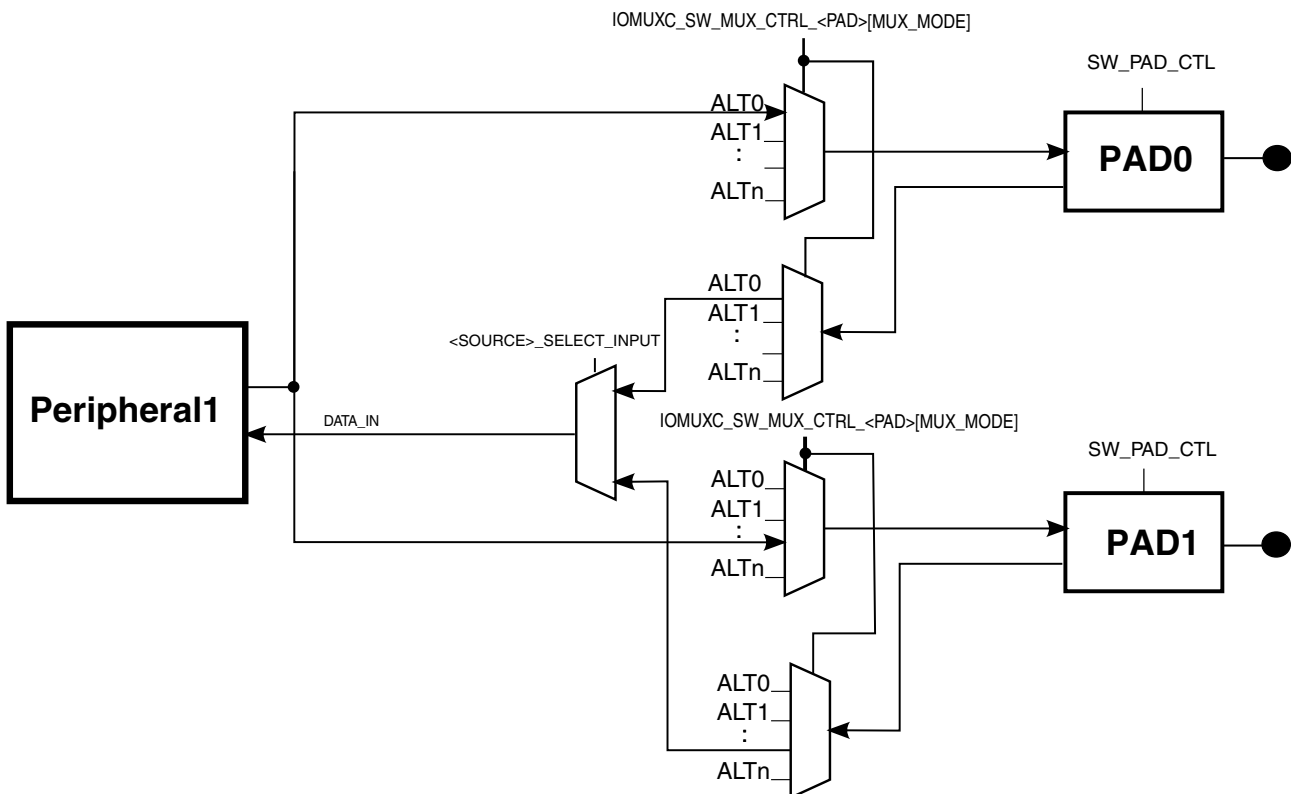 IOMUXC_SW_MUX_CTRL_<PAD>[MUX_MODE]
SW_PAD_CTL
ALT0
ALT1
:
ALTn
PAD0
ALT0
ALT1
:
ALTn
<SOURCE>_SELECT_INPUT
Peripheral1
DATA_IN
IOMUXC_SW_MUX_CTRL_<PAD>[MUX_MODE]
SW_PAD_CTL
ALT0
ALT1
:
ALTn
PAD1
ALT0
ALT1
:
ALTn